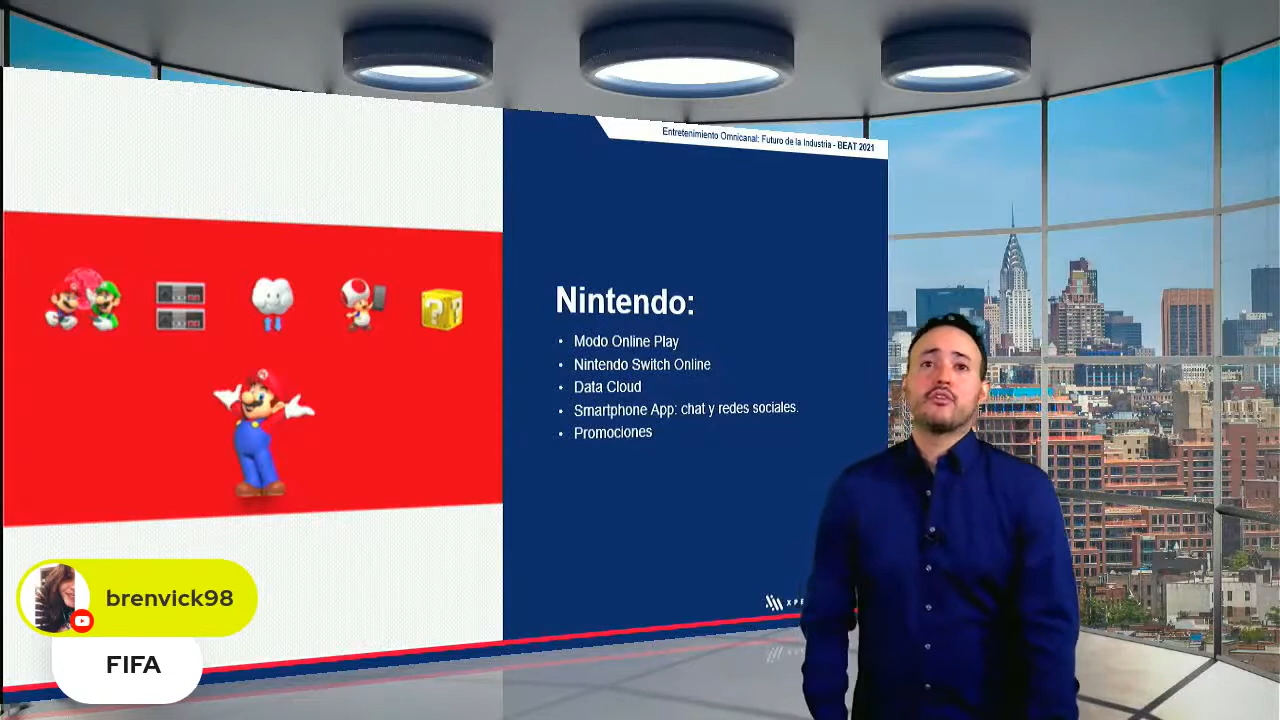 Entretenimiento Omnicanal: Futuro de la Industria - BEAT 2021
Nintendo:
• Modo Online Play
• Nintendo Switch Online
• Data Cloud
• Smartphone App: chat y redes sociales.
• Promociones
XPE
brenvick98
FIFA